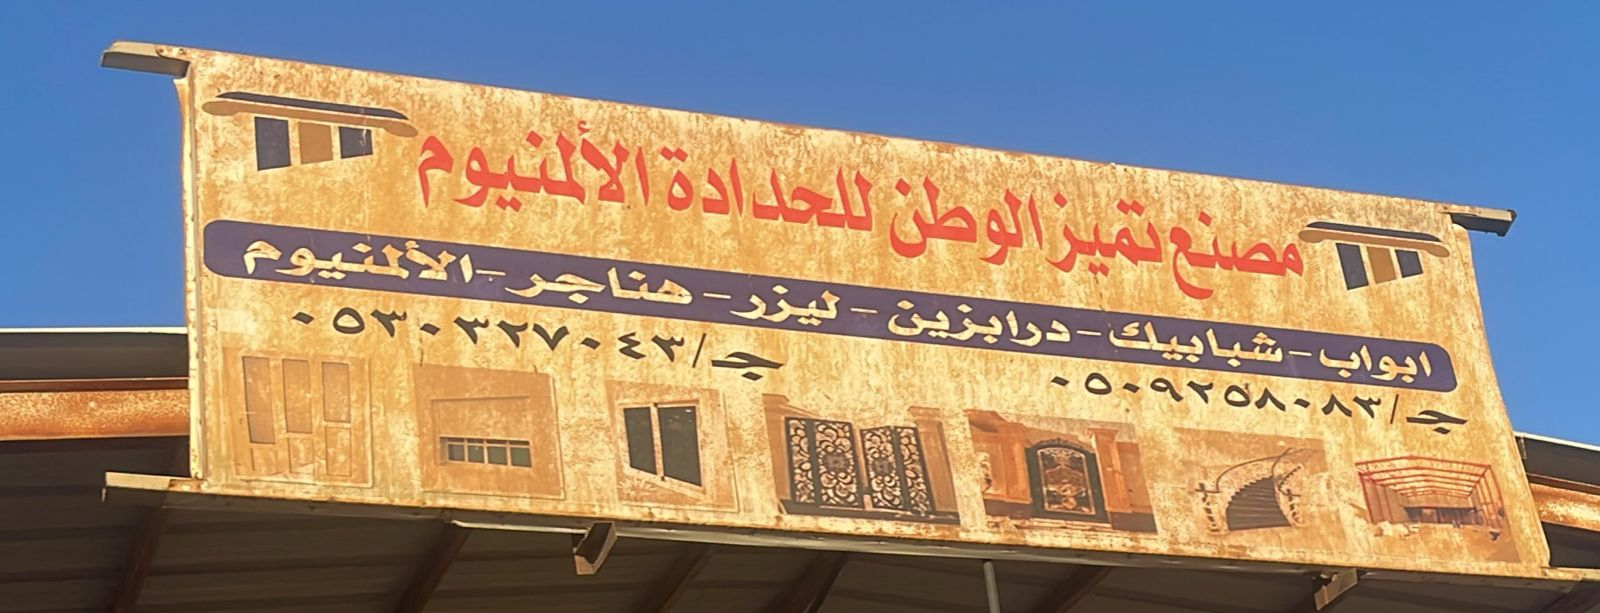 مصنع تميز الوطن للحدادة الألمنيوم
ابواب - شبابيك - درابزين - ليزر - هناجر - الألمنيوم
ج/ ٠٥٠٩٢٥٨٠٨٣
ج/ ٠٥٣٠٣٢٧٠٤٣